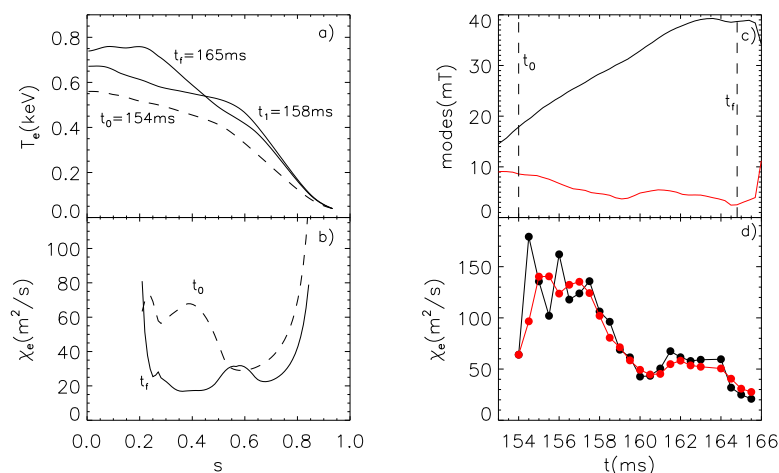 a)
T_e(keV)
0.8
0.6
0.4
0.2
0.0
t_f=165ms
t_1=158ms
t_0=154ms
b)
χ_e(m²/s)
100
80
60
40
20
0
t_0
t_f
0.0 0.2 0.4 0.6 0.8 1.0
s
c)
modes(mT)
40
30
20
10
0
t_0
t_f
d)
χ_e(m²/s)
150
100
50
0
154 156 158 160 162 164 166
t(ms)